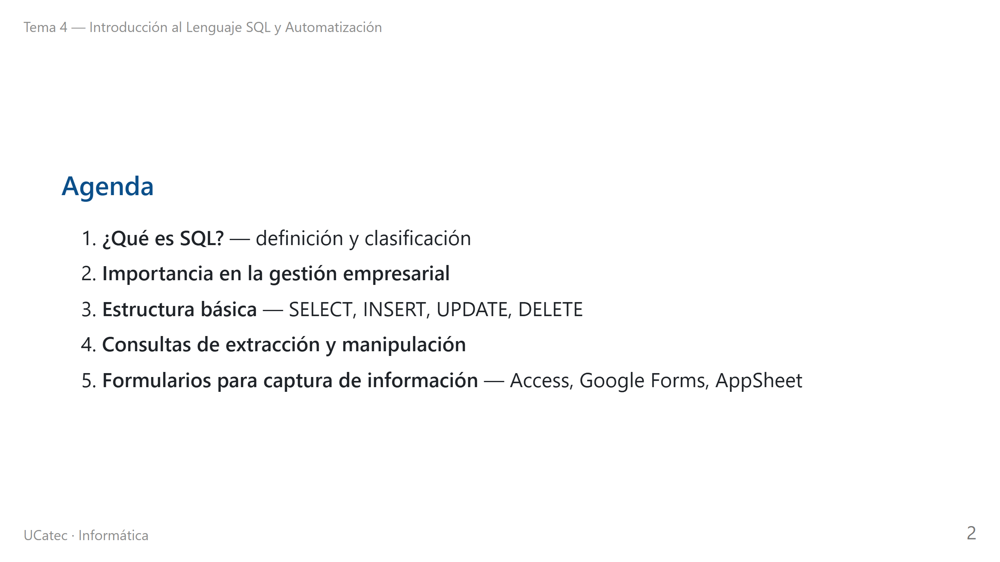 Tema 4 — Introducción al Lenguaje SQL y Automatización
Agenda
1. ¿Qué es SQL? — definición y clasificación
2. Importancia en la gestión empresarial
3. Estructura básica — SELECT, INSERT, UPDATE, DELETE
4. Consultas de extracción y manipulación
5. Formularios para captura de información — Access, Google Forms, AppSheet
UCatec · Informática
2